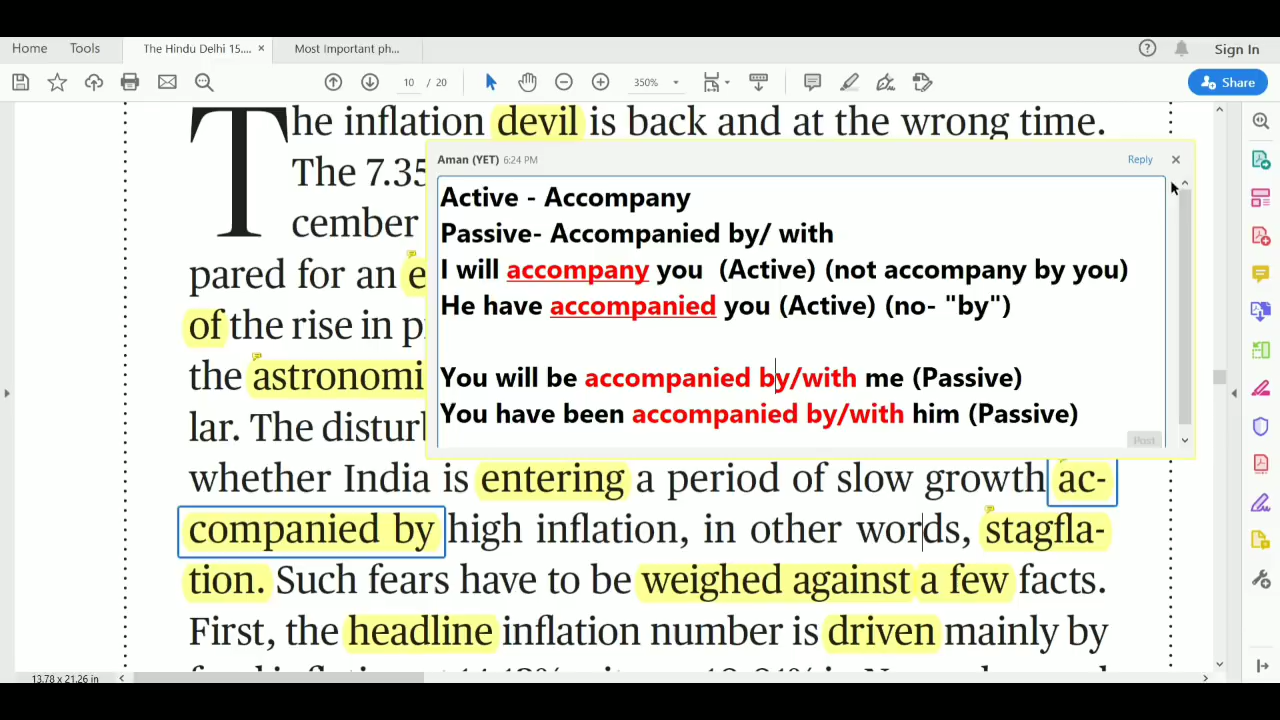 Home Tools The Hindu Delhi 15.... × Most Important ph... Sign In
10 / 20 350% Share
The inflation devil is back and at the wrong time.
The 7.35
cember
pared for an e
of the rise in p
the astronomi
lar. The disturb
Aman (YET) 6:24 PM Reply
Active - Accompany
Passive- Accompanied by/ with
I will accompany you (Active) (not accompany by you)
He have accompanied you (Active) (no- "by")
You will be accompanied by/with me (Passive)
You have been accompanied by/with him (Passive)
Post
whether India is entering a period of slow growth ac-
companied by high inflation, in other words, stagfla-
tion. Such fears have to be weighed against a few facts.
First, the headline inflation number is driven mainly by
13.78 x 21.26 in